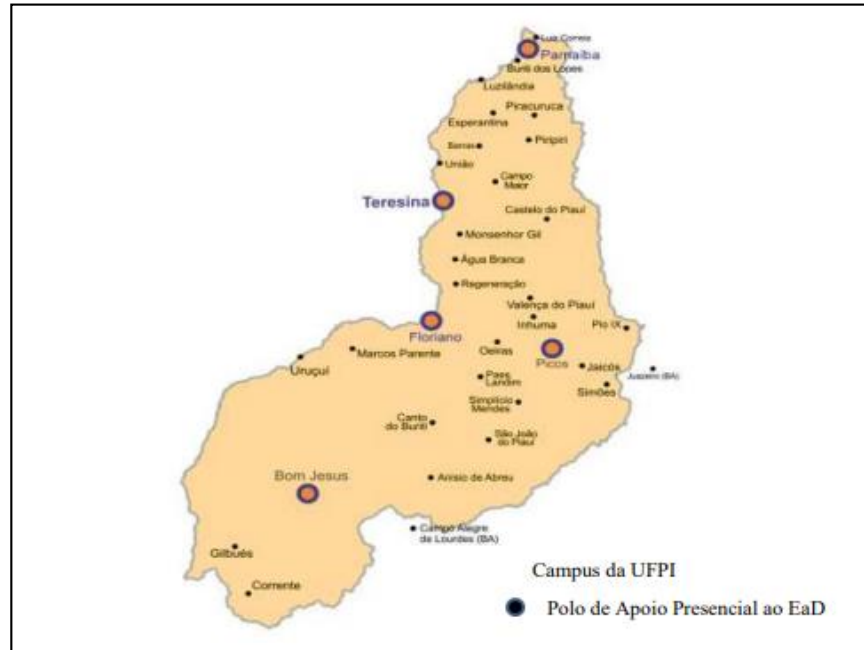 Luis Correia
Parnaíba
Buriti dos Lopes
Luzilândia
Piracuruca
Esperantina
Piripiri
Barras
União
Campo
Maior
Teresina
Castelo do Piauí
Monsenhor Gil
Água Branca
Regeneração
Valença do Piauí
Inhuma
Pio IX
Floriano
Oeiras
Picos
Marcos Parente
Uruçuí
Jaicós
Juazeiro (BA)
Paes
Landim
Simões
Simplício
Mendes
Canto
do Buriti
São João
do Piauí
Bom Jesus
Anisio de Abreu
Campo Alegre
de Lourdes (BA)
Gilbués
Corrente
Campus da UFPI
Polo de Apoio Presencial ao EaD